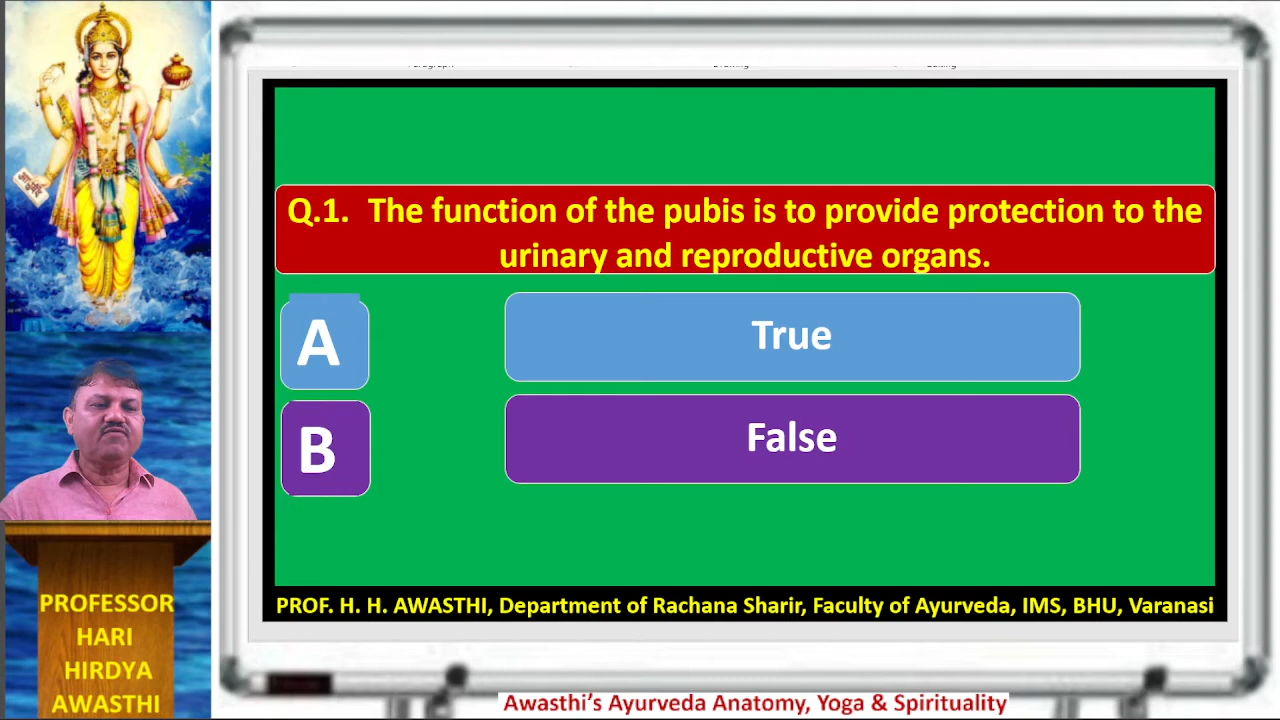 Q.1. The function of the pubis is to provide protection to the
urinary and reproductive organs.
A
True
B
False
PROF. H. H. AWASTHI, Department of Rachana Sharir, Faculty of Ayurveda, IMS, BHU, Varanasi
PROFESSOR
HARI
HIRDYA
AWASTHI
Awasthi's Ayurveda Anatomy, Yoga & Spirituality